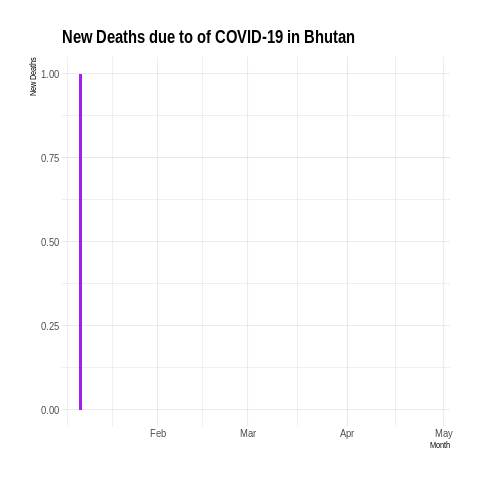 New Deaths due to of COVID-19 in Bhutan
New Deaths
1.00
0.75
0.50
0.25
0.00
Feb Mar Apr May
Month